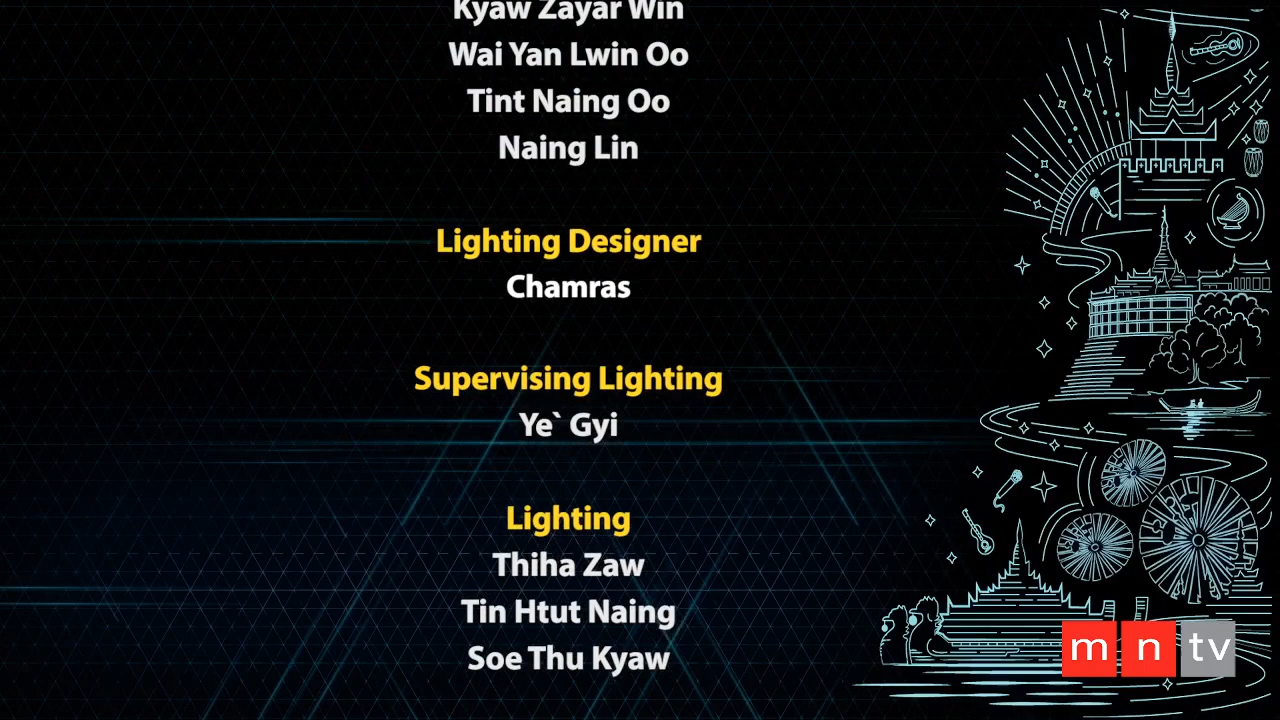 Kyaw Zayar Win
Wai Yan Lwin Oo
Tint Naing Oo
Naing Lin
Lighting Designer
Chamras
Supervising Lighting
Ye` Gyi
Lighting
Thiha Zaw
Tin Htut Naing
Soe Thu Kyaw
mntv